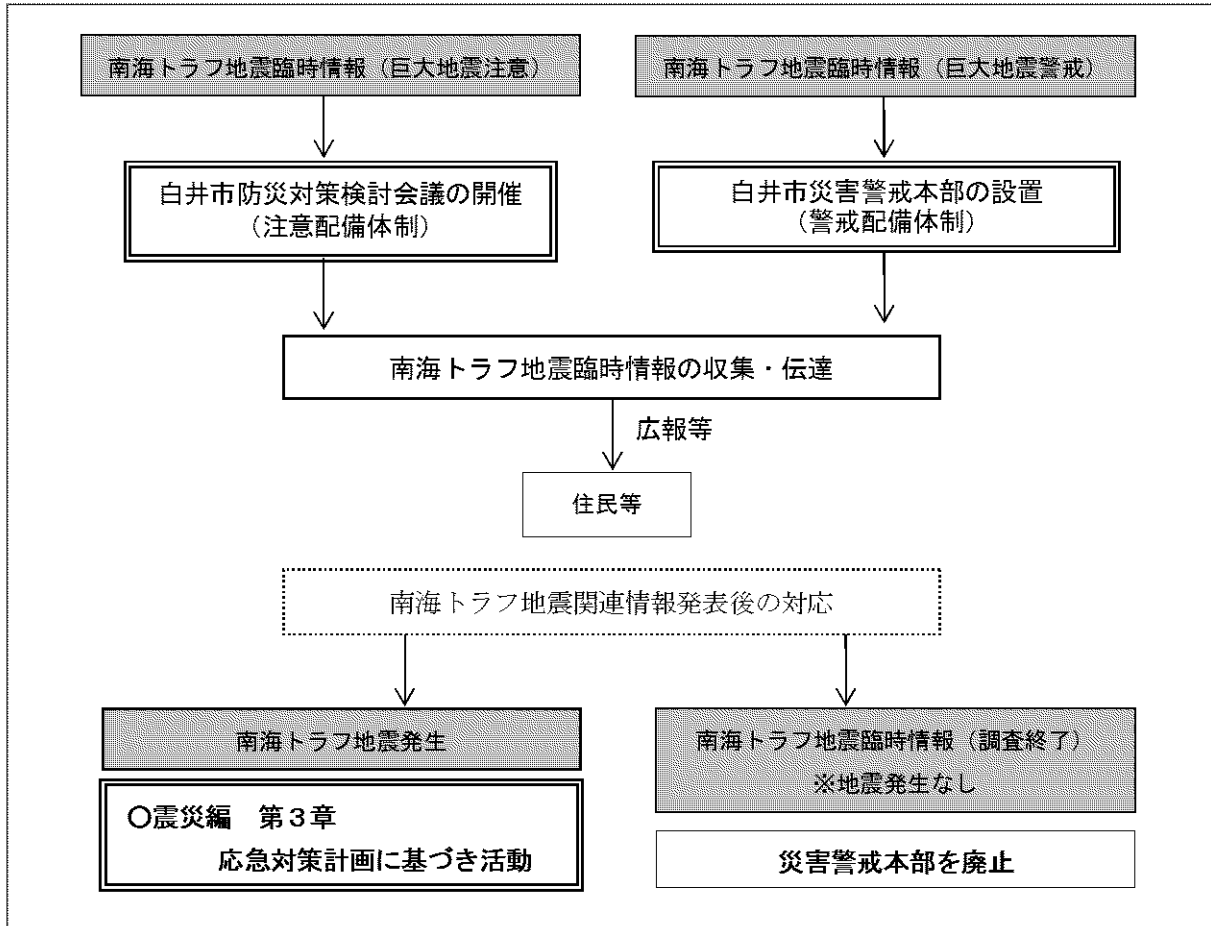 南海トラフ地震臨時情報（巨大地震注意）
南海トラフ地震臨時情報（巨大地震警戒）
白井市防災対策検討会議の開催
（注意配備体制）
白井市災害警戒本部の設置
（警戒配備体制）
南海トラフ地震臨時情報の収集・伝達
広報等
住民等
南海トラフ地震関連情報発表後の対応
南海トラフ地震発生
〇震災編　第３章
応急対策計画に基づき活動
南海トラフ地震臨時情報（調査終了）
※地震発生なし
災害警戒本部を廃止